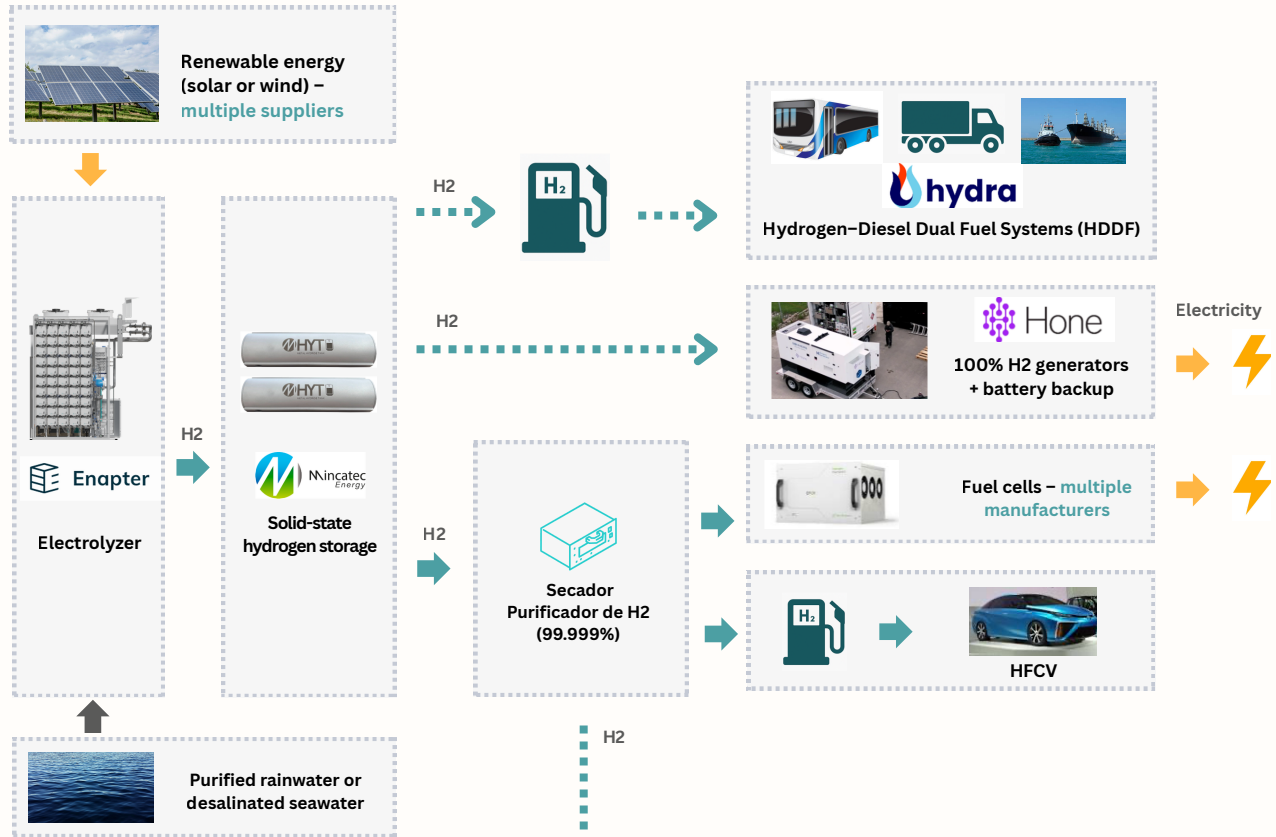 Renewable energy
(solar or wind) –
multiple suppliers
H2
H2
hydra
Hydrogen–Diesel Dual Fuel Systems (HDDF)
H2
Hone
100% H2 generators
+ battery backup
Electricity
HYT
HYT
H2
Enapter
Electrolyzer
Mincatec
Energy
Solid-state
hydrogen storage
H2
Secador
Purificador de H2
(99.999%)
Fuel cells – multiple
manufacturers
H2
HFCV
H2
Purified rainwater or
desalinated seawater